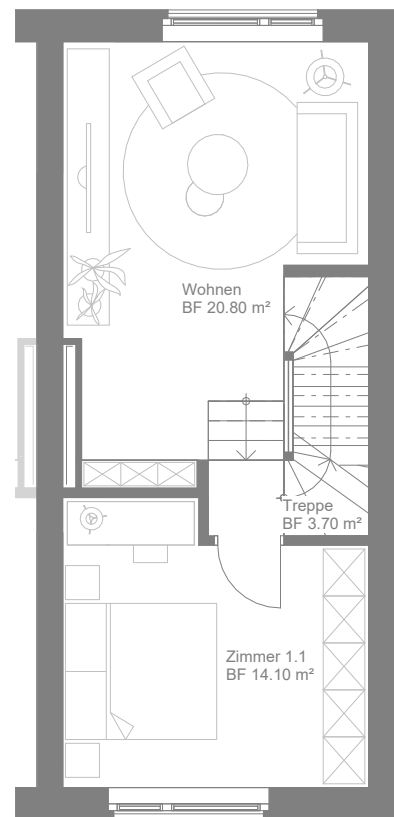 Wohnen
BF 20.80 m²
Treppe
BF 3.70 m²
Zimmer 1.1
BF 14.10 m²